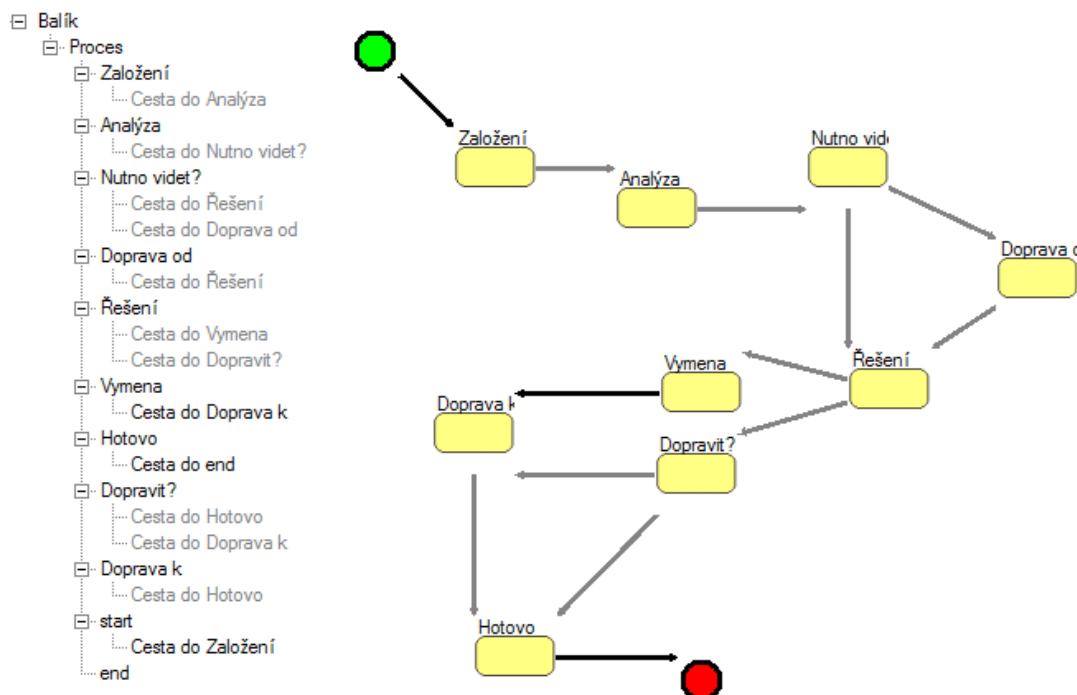 Balík
Proces
Založení
Cesta do Analýza
Analýza
Cesta do Nutno videt?
Nutno videt?
Cesta do Řešení
Cesta do Doprava od
Doprava od
Cesta do Řešení
Řešení
Cesta do Vymena
Cesta do Dopravit?
Vymena
Cesta do Doprava k
Hotovo
Cesta do end
Dopravit?
Cesta do Hotovo
Cesta do Doprava k
Doprava k
Cesta do Hotovo
start
Cesta do Založení
end
Založení
Nutno vide
Analýza
Doprava o
Řešení
Vymena
Doprava k
Dopravit?
Hotovo